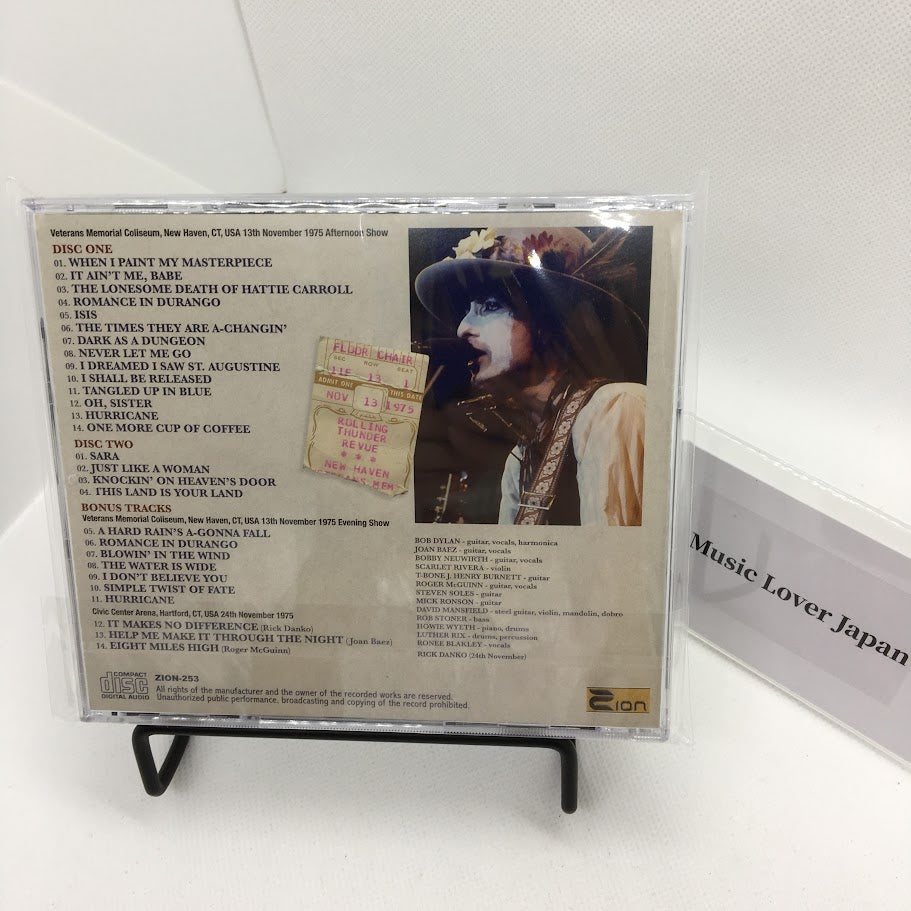 Veterans Memorial Coliseum, New Haven, CT, USA 13th November 1975 Afternoon Show
DISC ONE
01. WHEN I PAINT MY MASTERPIECE
02. IT AIN'T ME, BABE
03. THE LONESOME DEATH OF HATTIE CARROLL
04. ROMANCE IN DURANGO
05. ISIS
06. THE TIMES THEY ARE A-CHANGIN'
07. DARK AS A DUNGEON
08. NEVER LET ME GO
09. I DREAMED I SAW ST. AUGUSTINE
10. I SHALL BE RELEASED
11. TANGLED UP IN BLUE
12. OH, SISTER
13. HURRICANE
14. ONE MORE CUP OF COFFEE
DISC TWO
01. SARA
02. JUST LIKE A WOMAN
03. KNOCKIN' ON HEAVEN'S DOOR
04. THIS LAND IS YOUR LAND
BONUS TRACKS
Veterans Memorial Coliseum, New Haven, CT, USA 13th November 1975 Evening Show
05. A HARD RAIN'S A-GONNA FALL
06. ROMANCE IN DURANGO
07. BLOWIN' IN THE WIND
08. THE WATER IS WIDE
09. I DON'T BELIEVE YOU
10. SIMPLE TWIST OF FATE
11. HURRICANE
Civic Center Arena, Hartford, CT, USA 24th November 1975
12. IT MAKES NO DIFFERENCE (Rick Danko)
13. HELP ME MAKE IT THROUGH THE NIGHT (Joan Baez)
14. EIGHT MILES HIGH (Roger McGuinn)
FLOOR CHAIR
SEC ROW SEAT
11F 13 1
ADMIT ONE THIS DATE
NOV 13 1975
ROLLING
THUNDER
REVUE
* * *
NEW HAVEN
BOB DYLAN - guitar, vocals, harmonica
JOAN BAEZ - guitar, vocals
BOBBY NEUWIRTH - guitar, vocals
SCARLET RIVERA - violin
T-BONE J. HENRY BURNETT - guitar
ROGER McGUINN - guitar, vocals
STEVEN SOLES - guitar
MICK RONSON - guitar
DAVID MANSFIELD - steel guitar, violin, mandolin, dobro
ROB STONER - bass
HOWIE WYETH - piano, drums
LUTHER RIX - drums, percussion
RONEE BLAKLEY - vocals
RICK DANKO (24th November)
COMPACT
disc
DIGITAL AUDIO
ZION-253
All rights of the manufacturer and the owner of the recorded works are reserved.
Unauthorized public performance, broadcasting and copying of the record prohibited.
Zion
Music Lover Japan